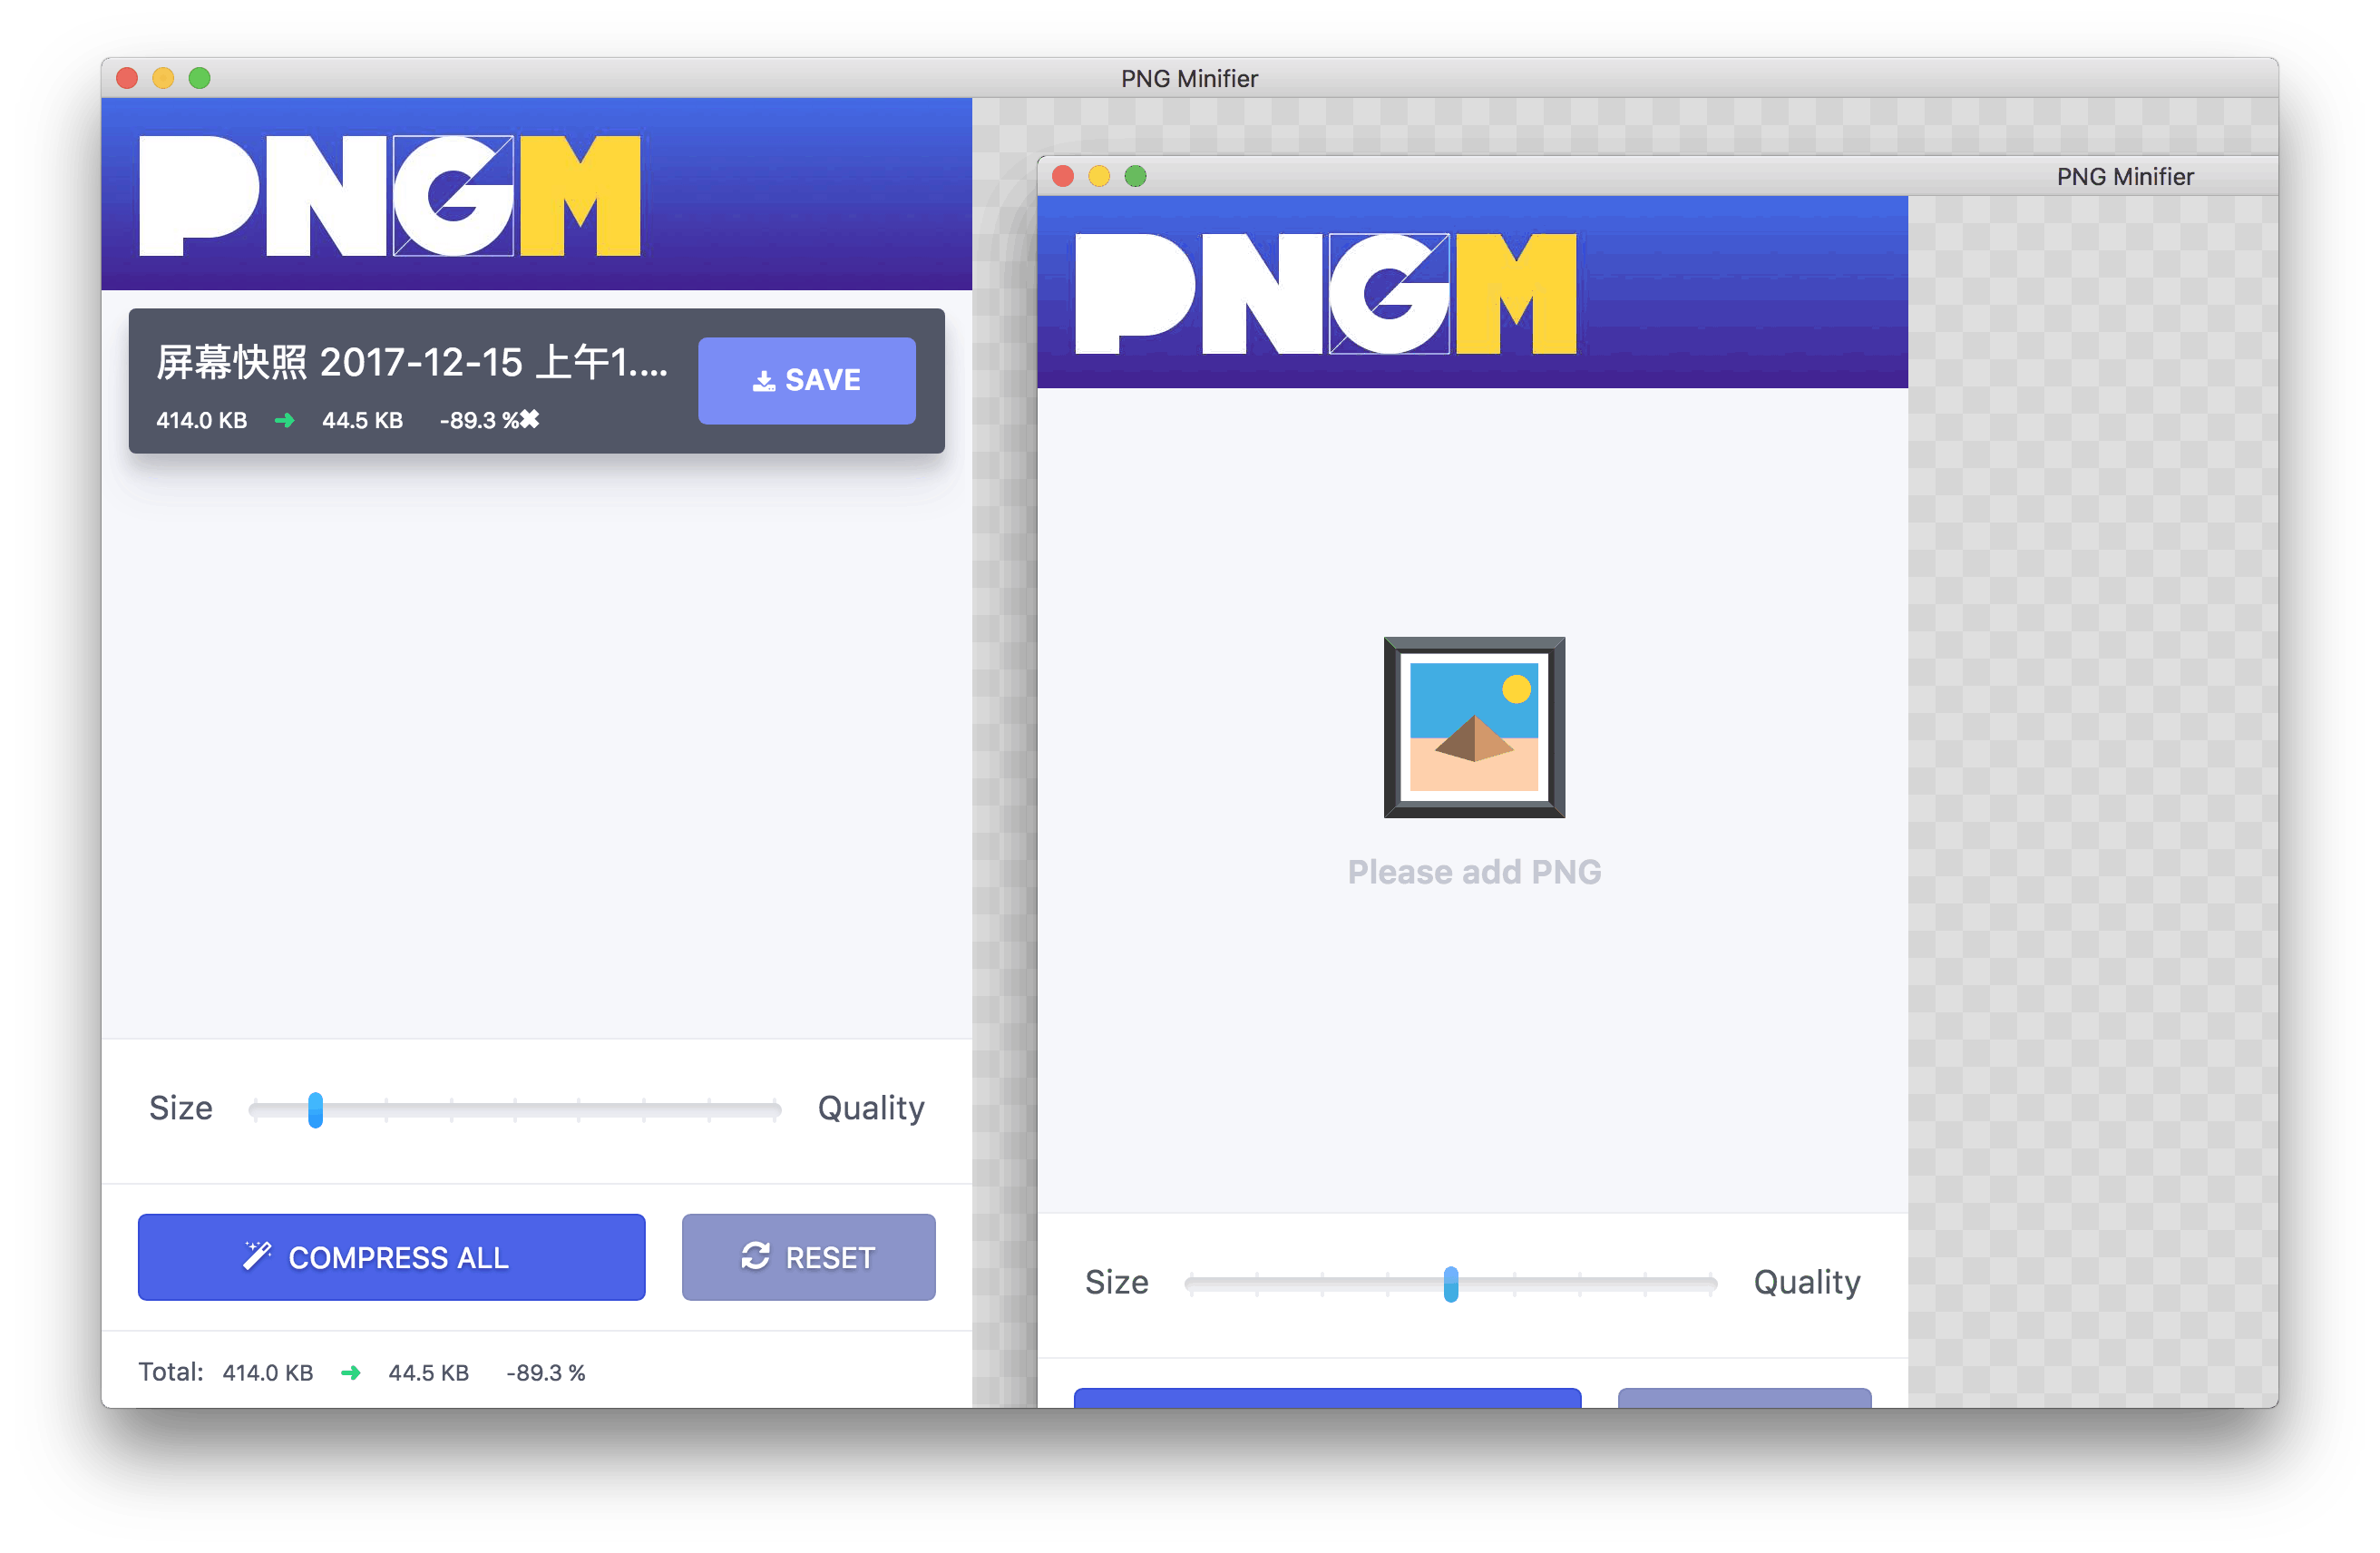 PNG Minifier
PNGM
屏幕快照 2017-12-15 上午1....
SAVE
414.0 KB 44.5 KB -89.3 %
Size Quality
COMPRESS ALL RESET
Total: 414.0 KB 44.5 KB -89.3 %
PNG Minifier
PNGM
Please add PNG
Size Quality